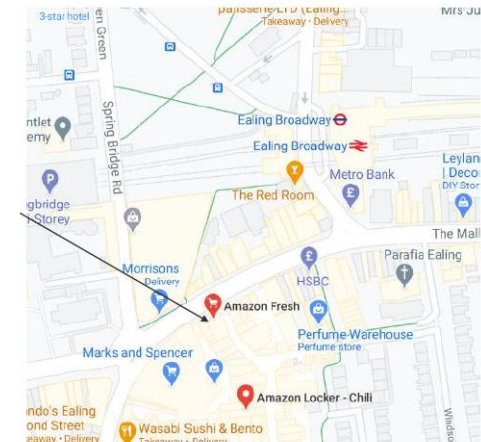 patisserie LTD (Ealing...
Takeaway • Delivery
Mrs Ju
3-star hotel
en Green
Spring Bridge Rd
ntlet
emy
Ealing Broadway
Ealing Broadway
The Red Room
Metro Bank
£
Leylan
| Deco
DIY Stor
P
gbridge
i-Storey
The Mall
Morrisons
Delivery
£
HSBC
Parafia Ealing
Amazon Fresh
Perfume Warehouse
Perfume store
Marks and Spencer
Amazon Locker - Chili
ndo's Ealing
ond Street
eaway • Delivery
Wasabi Sushi & Bento
Takeaway • Delivery
Windso